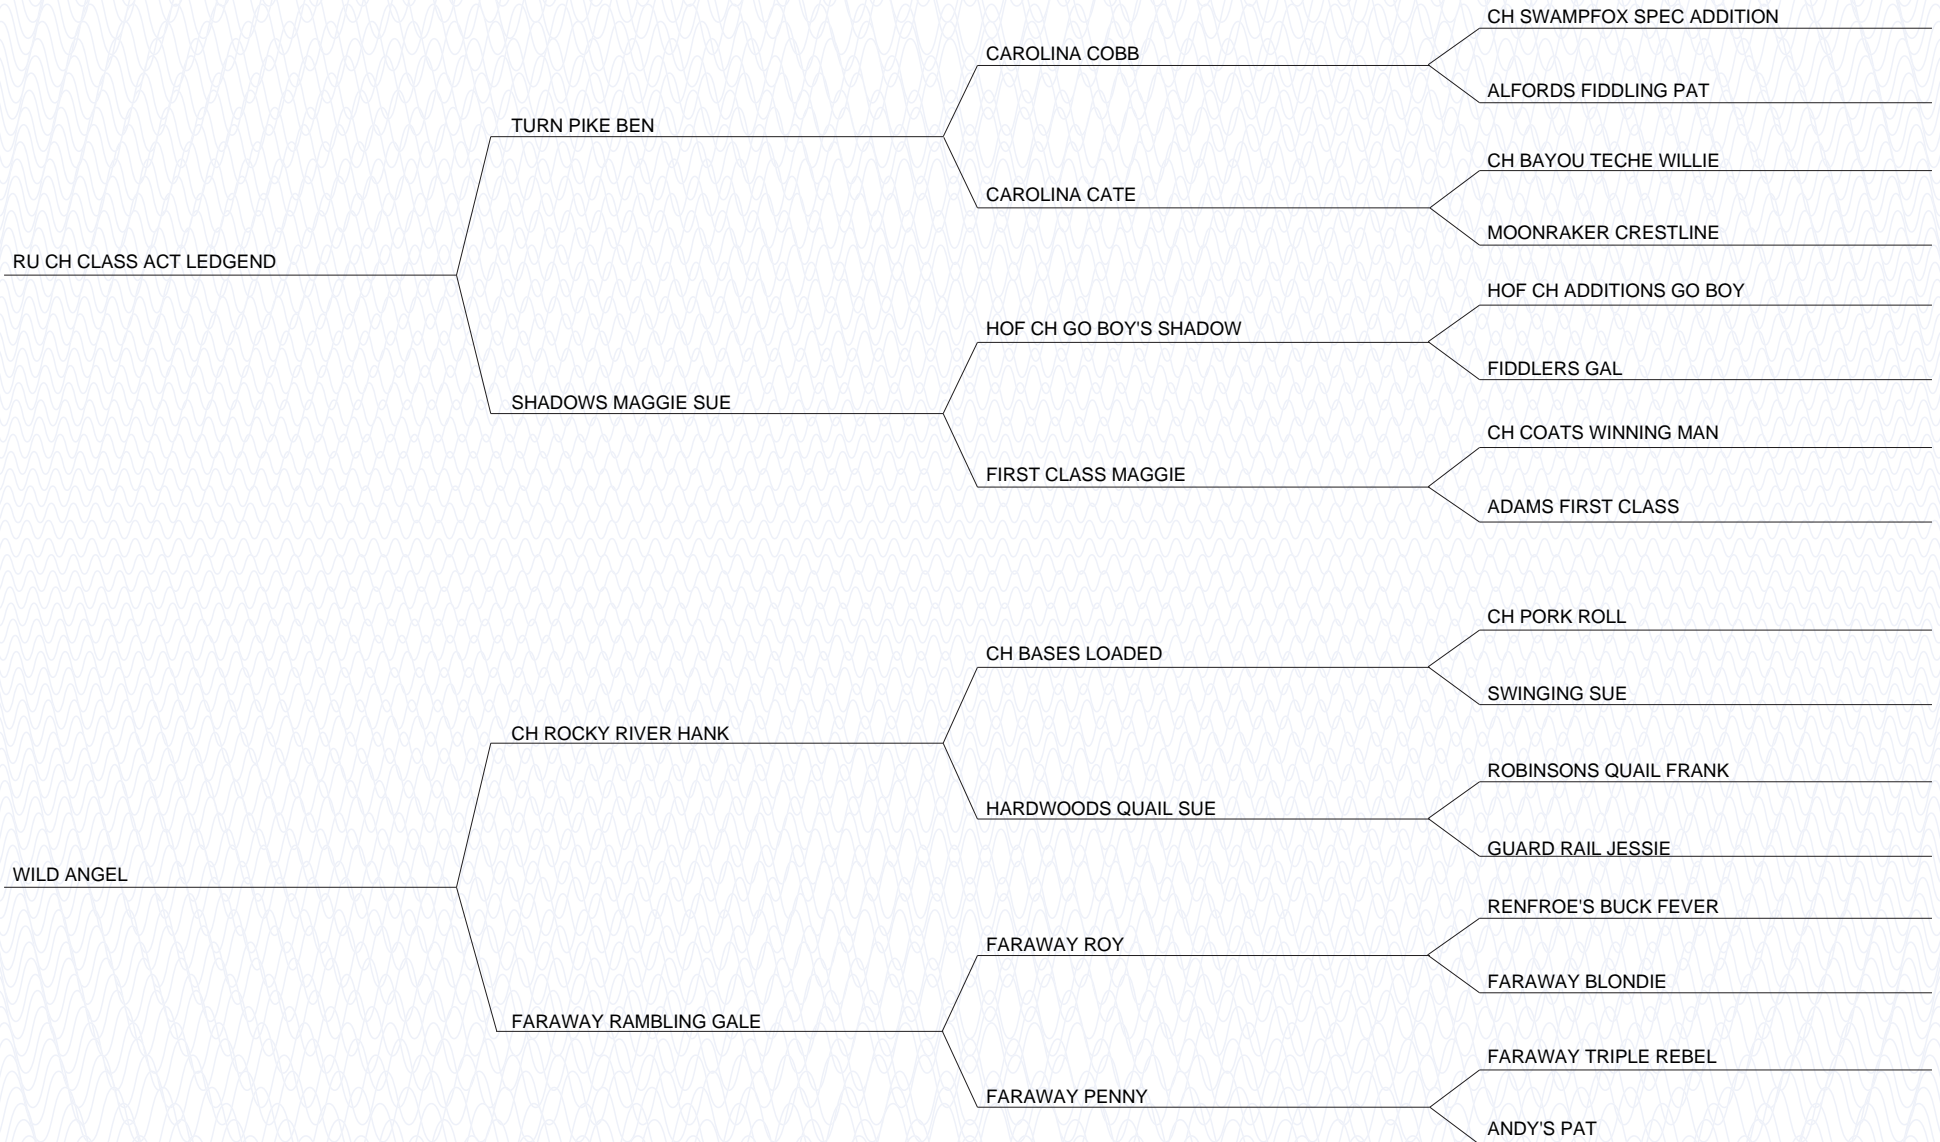 CH SWAMPFOX SPEC ADDITION
CAROLINA COBB
ALFORDS FIDDLING PAT
TURN PIKE BEN
CH BAYOU TECHE WILLIE
CAROLINA CATE
MOONRAKER CRESTLINE
RU CH CLASS ACT LEDGEND
HOF CH ADDITIONS GO BOY
HOF CH GO BOY'S SHADOW
FIDDLERS GAL
SHADOWS MAGGIE SUE
CH COATS WINNING MAN
FIRST CLASS MAGGIE
ADAMS FIRST CLASS
CH PORK ROLL
CH BASES LOADED
SWINGING SUE
CH ROCKY RIVER HANK
ROBINSONS QUAIL FRANK
HARDWOODS QUAIL SUE
GUARD RAIL JESSIE
WILD ANGEL
RENFROE'S BUCK FEVER
FARAWAY ROY
FARAWAY BLONDIE
FARAWAY RAMBLING GALE
FARAWAY TRIPLE REBEL
FARAWAY PENNY
ANDY'S PAT